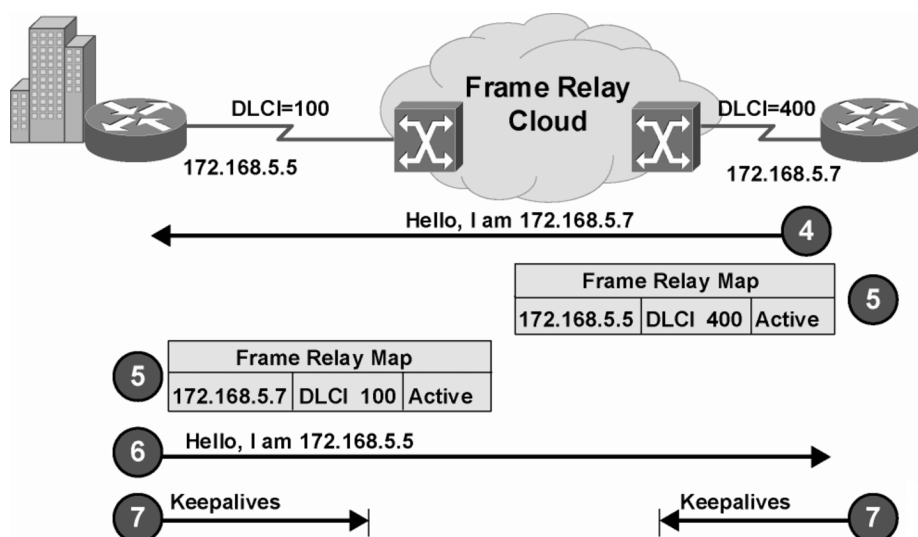 Frame Relay
Cloud
DLCI=100
DLCI=400
172.168.5.5
172.168.5.7
Hello, I am 172.168.5.7
4
Frame Relay Map
172.168.5.5 DLCI 400 Active
5
Frame Relay Map
5
172.168.5.7 DLCI 100 Active
Hello, I am 172.168.5.5
6
Keepalives
7
Keepalives
7